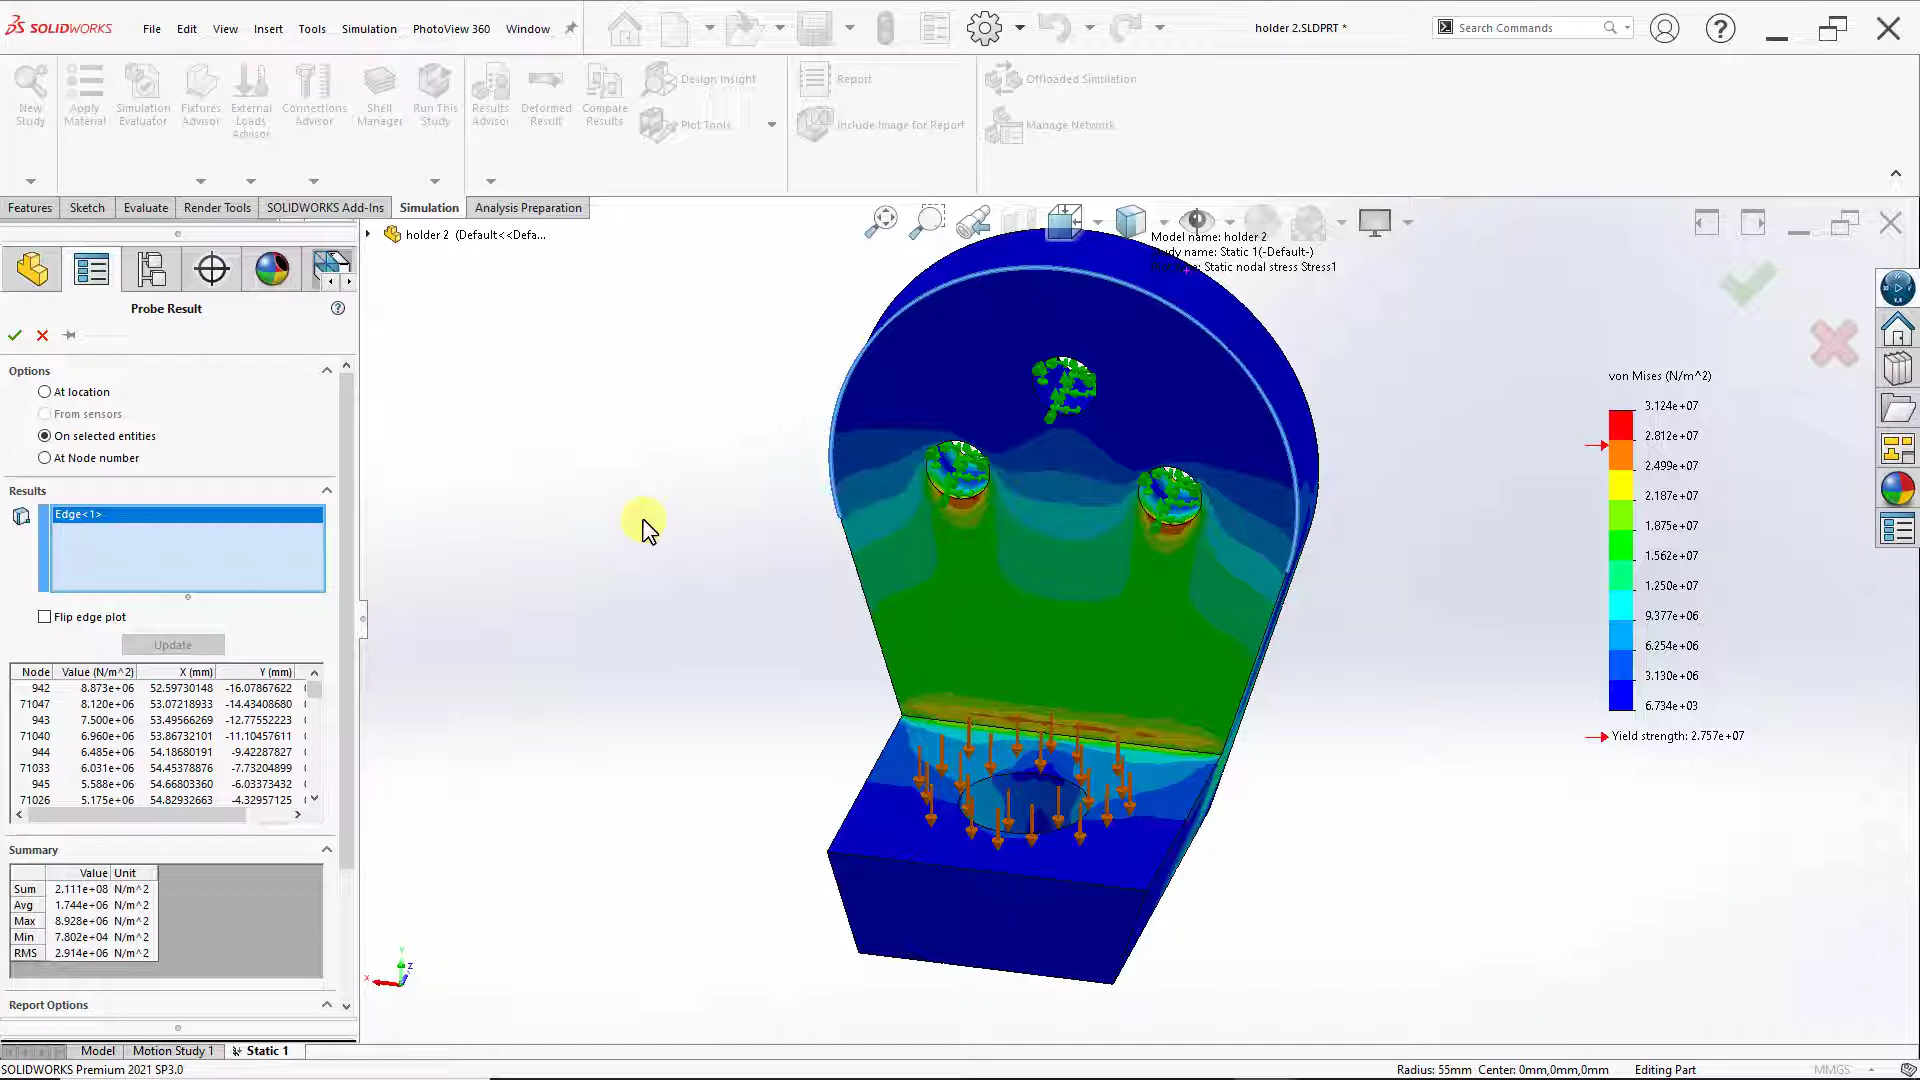 SOLIDWORKS File Edit View Insert Tools Simulation PhotoView 360 Window
holder 2.SLDPRT *
Search Commands
New Study
Apply Material
Simulation Evaluator
Fixtures Advisor
External Loads Advisor
Connections Advisor
Shell Manager
Run This Study
Results Advisor
Deformed Result
Compare Results
Design Insight
Plot Tools
Report
Include Image for Report
Offloaded Simulation
Manage Network
Features Sketch Evaluate Render Tools SOLIDWORKS Add-Ins Simulation Analysis Preparation
holder 2 (Default<<Defa...
Model name: holder 2
Study name: Static 1(-Default-)
Static nodal stress Stress1
Probe Result
Options
At location
From sensors
On selected entities
At Node number
Results
Edge<1>
Flip edge plot
Update
Node Value (N/m^2) X (mm) Y (mm)
942 8.873e+06 52.59730148 -16.07867622
71047 8.120e+06 53.07218933 -14.43408680
943 7.500e+06 53.49566269 -12.77552223
71040 6.960e+06 53.86732101 -11.10457611
944 6.485e+06 54.18680191 -9.42287827
71033 6.031e+06 54.45378876 -7.73204899
945 5.588e+06 54.66803360 -6.03373432
71026 5.175e+06 54.82932663 -4.32957125
Summary
Value Unit
Sum 2.111e+08 N/m^2
Avg 1.744e+06 N/m^2
Max 8.928e+06 N/m^2
Min 7.802e+04 N/m^2
RMS 2.914e+06 N/m^2
Report Options
von Mises (N/m^2)
3.124e+07
2.812e+07
2.499e+07
2.187e+07
1.875e+07
1.562e+07
1.250e+07
9.377e+06
6.254e+06
3.130e+06
6.734e+03
Yield strength: 2.757e+07
Y
Z
X
Model Motion Study 1 Static 1
SOLIDWORKS Premium 2021 SP3.0
Radius: 55mm Center: 0mm,0mm,0mm Editing Part MMGS